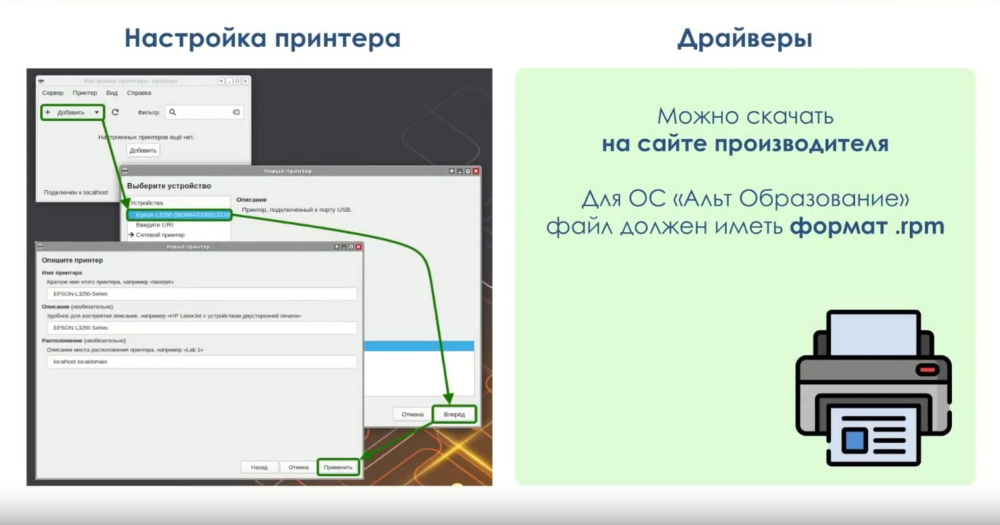 Настройка принтера
Драйверы
Настройки принтера - localhost
Сервер Принтер Вид Справка
+ Добавить
Фильтр:
Настроенных принтеров ещё нет.
Добавить
Подключён к localhost
Новый принтер
Выберите устройство
Устройства
Epson L3250
Введите URI
Сетевой принтер
Описание
Принтер, подключённый к порту USB.
Отмена Вперёд
Новый принтер
Опишите принтер
Имя принтера
Краткое имя этого принтера, например «laserjet»
EPSON-L3250-Series
Описание (необязательно)
Удобное для восприятия описание, например «HP LaserJet с устройством двусторонней печати»
EPSON L3250 Series
Расположение (необязательно)
Описание места расположения принтера, например «Lab 1»
localhost.localdomain
Назад Отмена Применить
Можно скачать
на сайте производителя
Для ОС «Альт Образование»
файл должен иметь формат .rpm